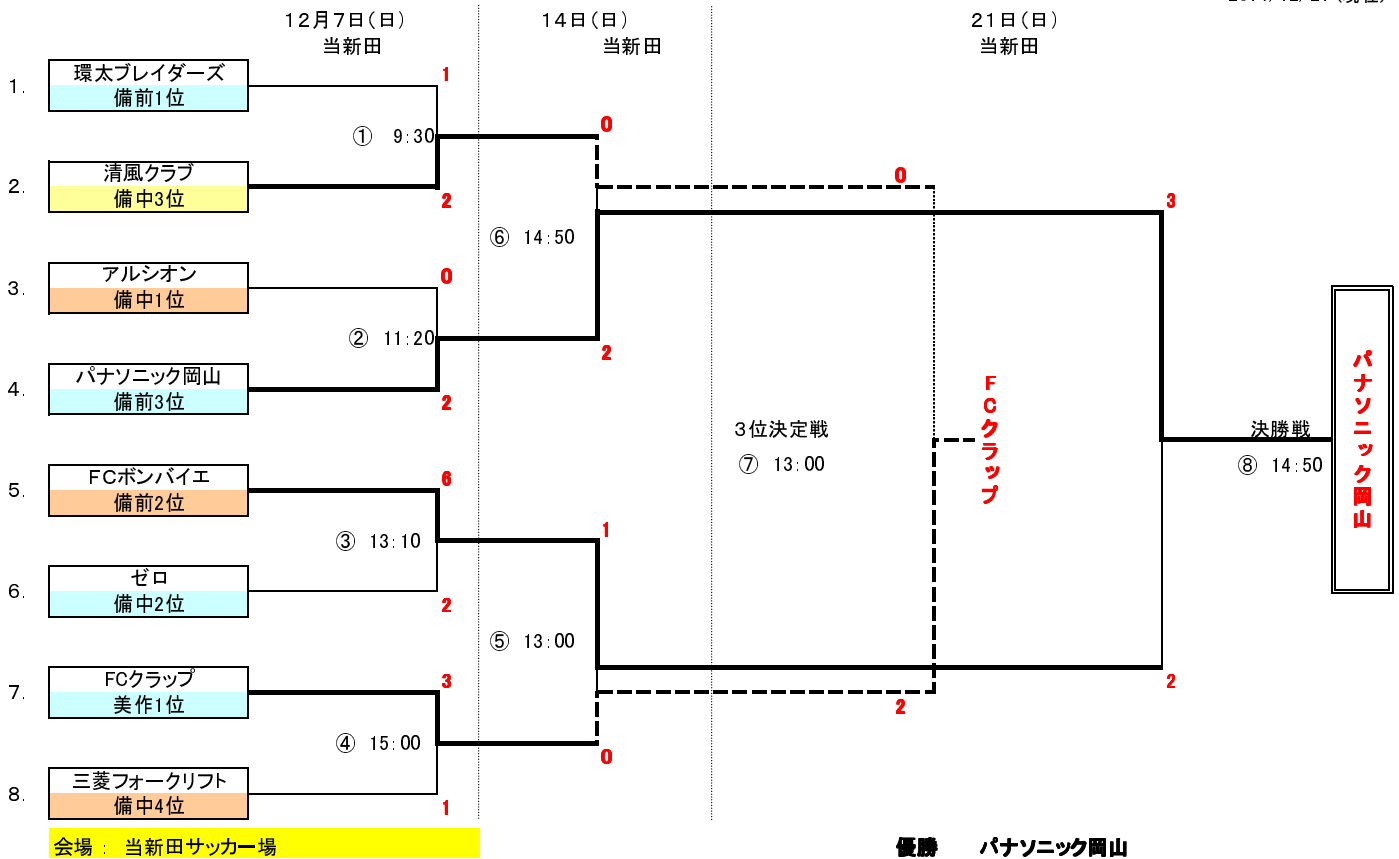 12月7日(日)
当新田
14日(日)
当新田
21日(日)
当新田
1.
環太ブレイダーズ
備前1位
1
① 9:30
2.
清風クラブ
備中3位
2
0
⑥ 14:50
3.
アルシオン
備中1位
0
② 11:20
4.
パナソニック岡山
備前3位
2
2
5.
FCボンバイエ
備前2位
6
③ 13:10
6.
ゼロ
備中2位
2
1
⑤ 13:00
7.
FCクラップ
美作1位
3
④ 15:00
8.
三菱フォークリフト
備中4位
1
0
0
3位決定戦
⑦ 13:00
2
FCクラップ
3
決勝戦
⑧ 14:50
2
パナソニック岡山
会場: 当新田サッカー場
優勝 パナソニック岡山